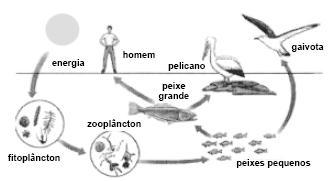 gaivota
homem
pelicano
energia
peixe
grande
zooplâncton
fitoplâncton
peixes pequenos